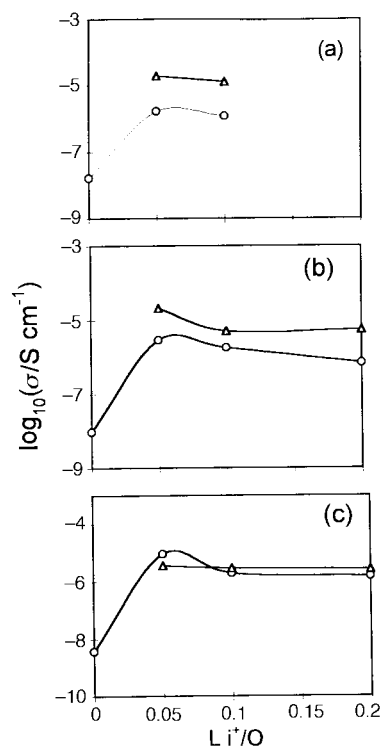 −3
(a)
−5
−7
−9
−3
(b)
−5
−7
−9
log₁₀(σ/S cm⁻¹)
(c)
−4
−6
−8
−10
0 0.05 0.1 0.15 0.2
Li⁺/O